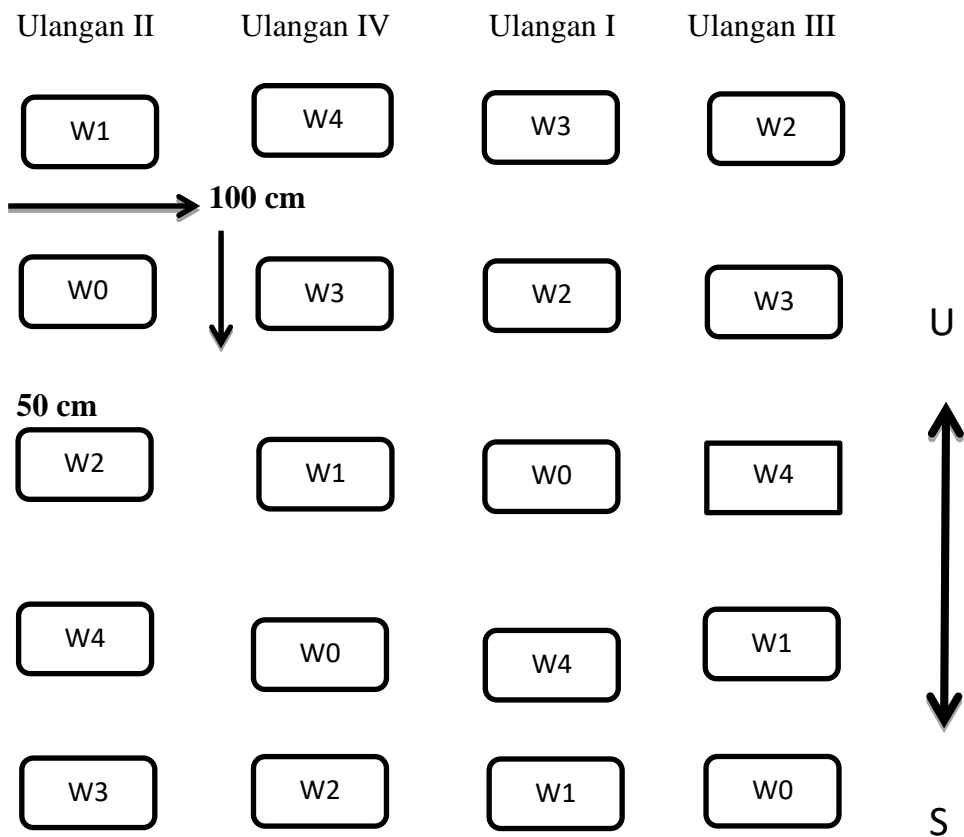 Ulangan II Ulangan IV Ulangan I Ulangan III
W1 W4 W3 W2
100 cm
W0 W3 W2 W3
U
50 cm
W2 W1 W0 W4
W4 W0 W4 W1
W3 W2 W1 W0
S